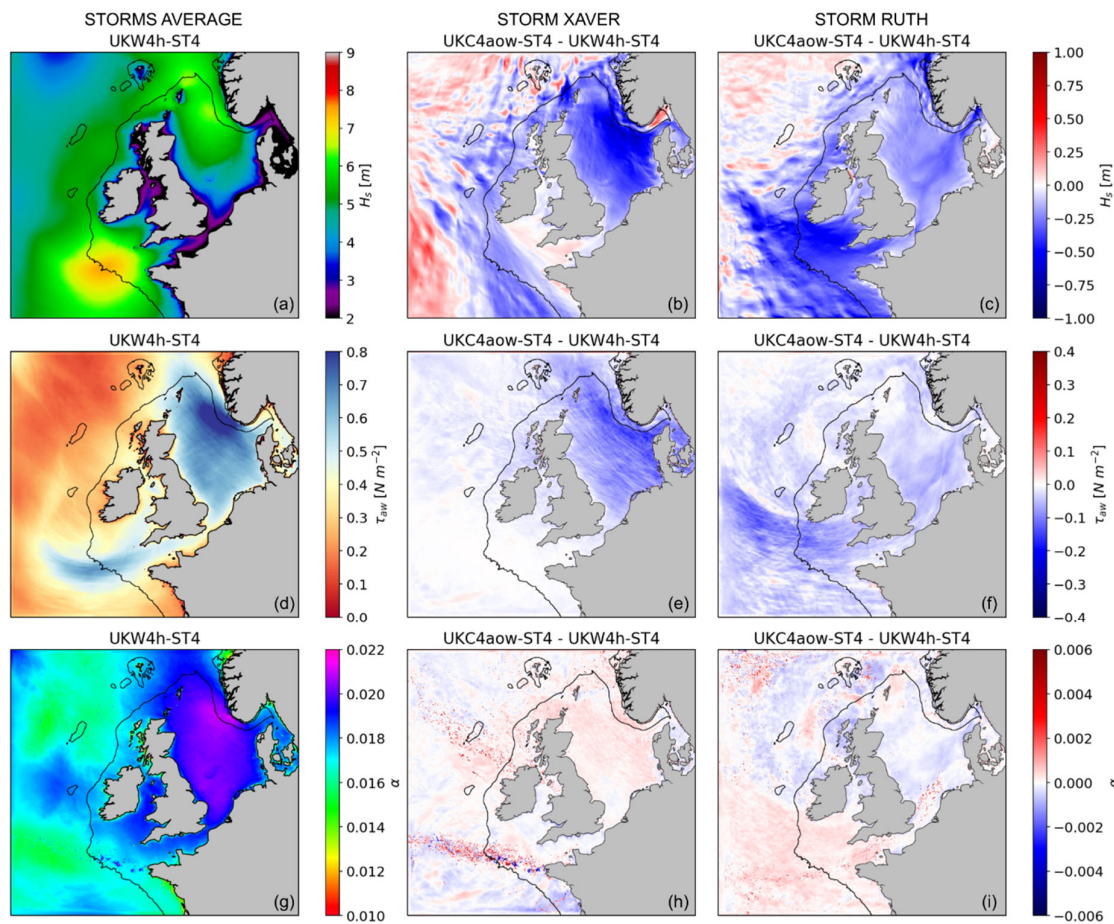 STORMS AVERAGE
STORM XAVER
STORM RUTH
UKW4h-ST4
UKC4aow-ST4 - UKW4h-ST4
UKC4aow-ST4 - UKW4h-ST4
9
8
7
6
5
4
3
2
H_s [m]
1.00
0.75
0.50
0.25
0.00
−0.25
−0.50
−0.75
−1.00
H_s [m]
(a)
(b)
(c)
UKW4h-ST4
UKC4aow-ST4 - UKW4h-ST4
UKC4aow-ST4 - UKW4h-ST4
0.8
0.7
0.6
0.5
0.4
0.3
0.2
0.1
0.0
τ_aw [N m⁻²]
0.4
0.3
0.2
0.1
0.0
−0.1
−0.2
−0.3
−0.4
τ_aw [N m⁻²]
(d)
(e)
(f)
UKW4h-ST4
UKC4aow-ST4 - UKW4h-ST4
UKC4aow-ST4 - UKW4h-ST4
0.022
0.020
0.018
0.016
0.014
0.012
0.010
α
0.006
0.004
0.002
0.000
−0.002
−0.004
−0.006
α
(g)
(h)
(i)